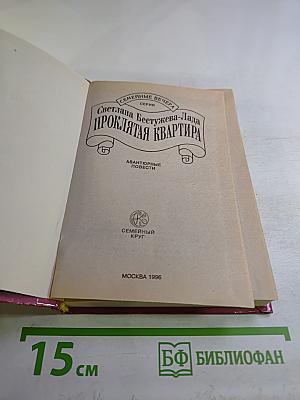 СЕМЕЙНЫЕ ВЕЧЕРА
СЕРИЯ
Светлана Бестужева-Лада
ПРОКЛЯТАЯ КВАРТИРА
АВАНТЮРНЫЕ
ПОВЕСТИ
СЕМЕЙНЫЙ
КРУГ
МОСКВА 1996
15 см
БФ БИБЛИОФАН